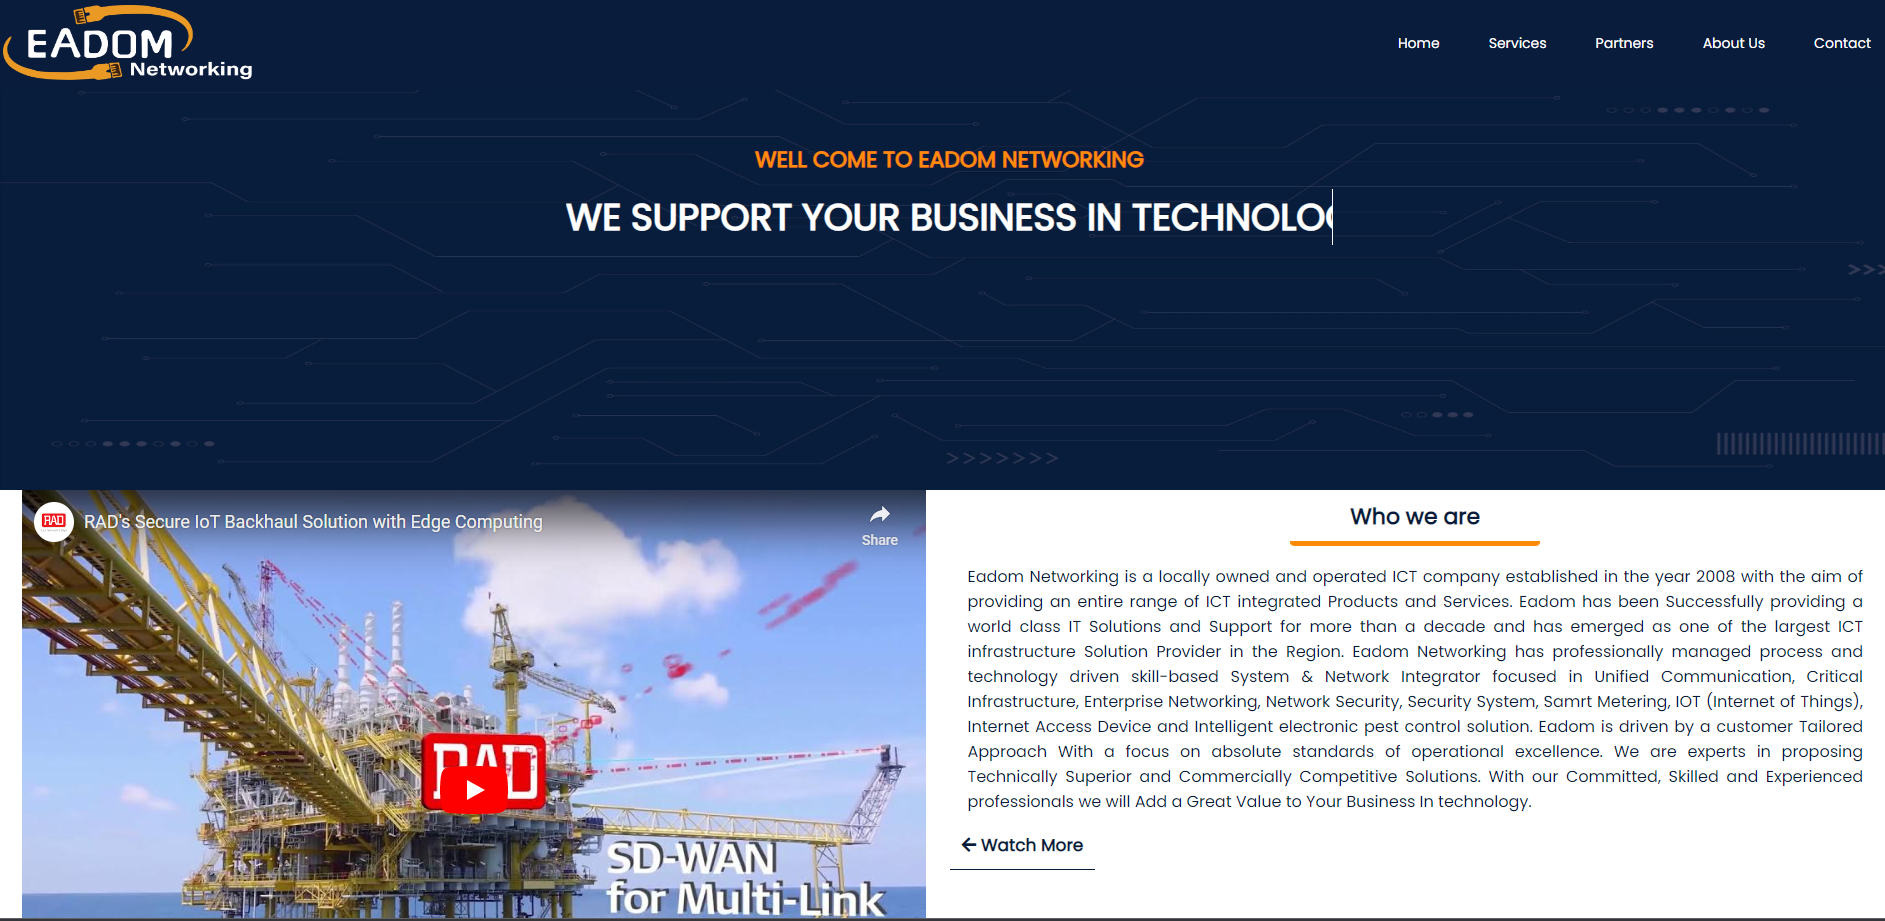 EADOM
Networking
Home Services Partners About Us Contact
WELL COME TO EADOM NETWORKING
WE SUPPORT YOUR BUSINESS IN TECHNOLO
RAD
RAD's Secure IoT Backhaul Solution with Edge Computing
Share
RAD
SD-WAN
for Multi-Link
Who we are
Eadom Networking is a locally owned and operated ICT company established in the year 2008 with the aim of
providing an entire range of ICT integrated Products and Services. Eadom has been Successfully providing a
world class IT Solutions and Support for more than a decade and has emerged as one of the largest ICT
infrastructure Solution Provider in the Region. Eadom Networking has professionally managed process and
technology driven skill-based System & Network Integrator focused in Unified Communication, Critical
Infrastructure, Enterprise Networking, Network Security, Security System, Samrt Metering, IOT (Internet of Things),
Internet Access Device and Intelligent electronic pest control solution. Eadom is driven by a customer Tailored
Approach With a focus on absolute standards of operational excellence. We are experts in proposing
Technically Superior and Commercially Competitive Solutions. With our Committed, Skilled and Experienced
professionals we will Add a Great Value to Your Business In technology.
Watch More